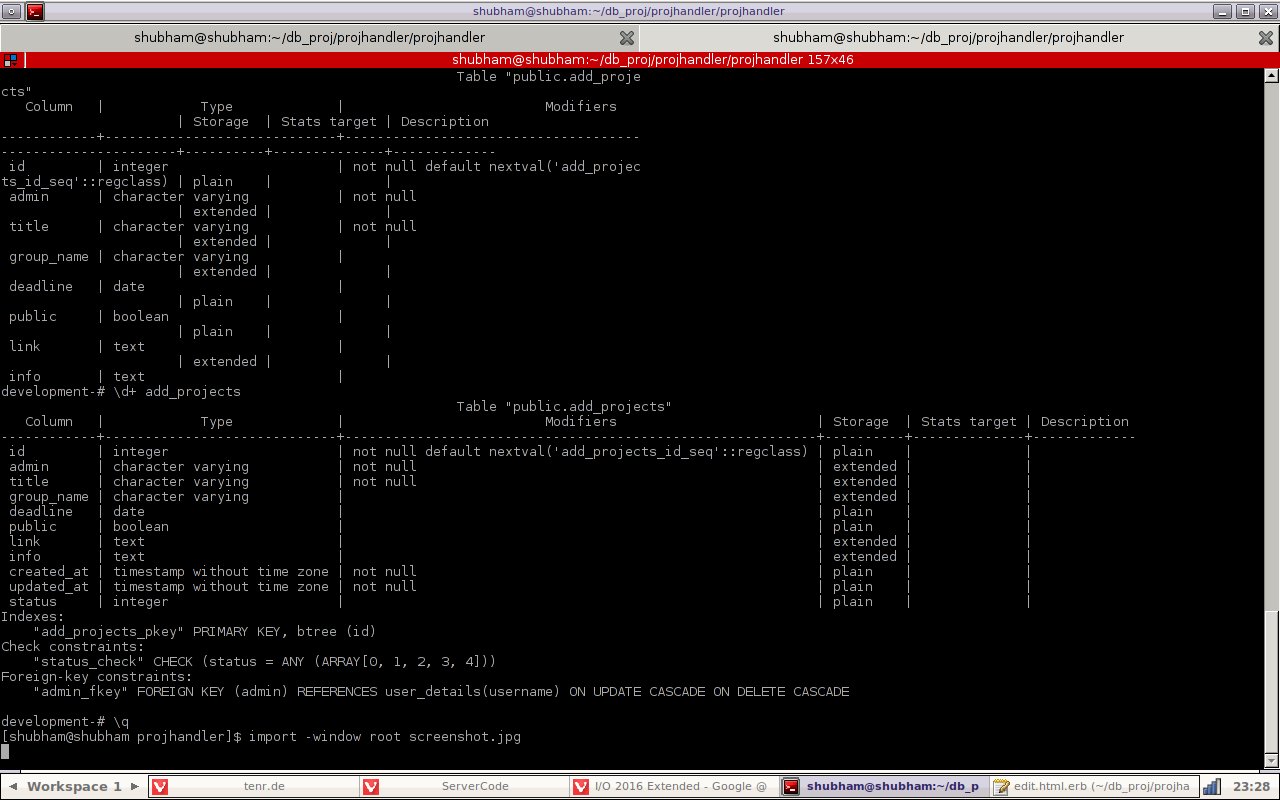 shubham@shubham:~/db_proj/projhandler/projhandler
shubham@shubham:~/db_proj/projhandler/projhandler shubham@shubham:~/db_proj/projhandler/projhandler
shubham@shubham:~/db_proj/projhandler/projhandler 157x46
Table "public.add_proje
cts"
Column | Type | Modifiers
| Storage | Stats target | Description
------------+-----------------------------+-------------------------------------
----------------------+----------+--------------+-------------
id | integer | not null default nextval('add_projec
ts_id_seq'::regclass) | plain | |
admin | character varying | not null
| extended | |
title | character varying | not null
| extended | |
group_name | character varying |
| extended | |
deadline | date |
| plain | |
public | boolean |
| plain | |
link | text |
| extended | |
info | text |
development-# \d+ add_projects
Table "public.add_projects"
Column | Type | Modifiers | Storage | Stats target | Description
------------+-----------------------------+-----------------------------------------------------------+----------+--------------+-------------
id | integer | not null default nextval('add_projects_id_seq'::regclass) | plain | |
admin | character varying | not null | extended | |
title | character varying | not null | extended | |
group_name | character varying | | extended | |
deadline | date | | plain | |
public | boolean | | plain | |
link | text | | extended | |
info | text | | extended | |
created_at | timestamp without time zone | not null | plain | |
updated_at | timestamp without time zone | not null | plain | |
status | integer | | plain | |
Indexes:
"add_projects_pkey" PRIMARY KEY, btree (id)
Check constraints:
"status_check" CHECK (status = ANY (ARRAY[0, 1, 2, 3, 4]))
Foreign-key constraints:
"admin_fkey" FOREIGN KEY (admin) REFERENCES user_details(username) ON UPDATE CASCADE ON DELETE CASCADE
development-# \q
[shubham@shubham projhandler]$ import -window root screenshot.jpg
Workspace 1 tenr.de ServerCode I/O 2016 Extended - Google @ shubham@shubham:~/db_p edit.html.erb (~/db_proj/projha 23:28